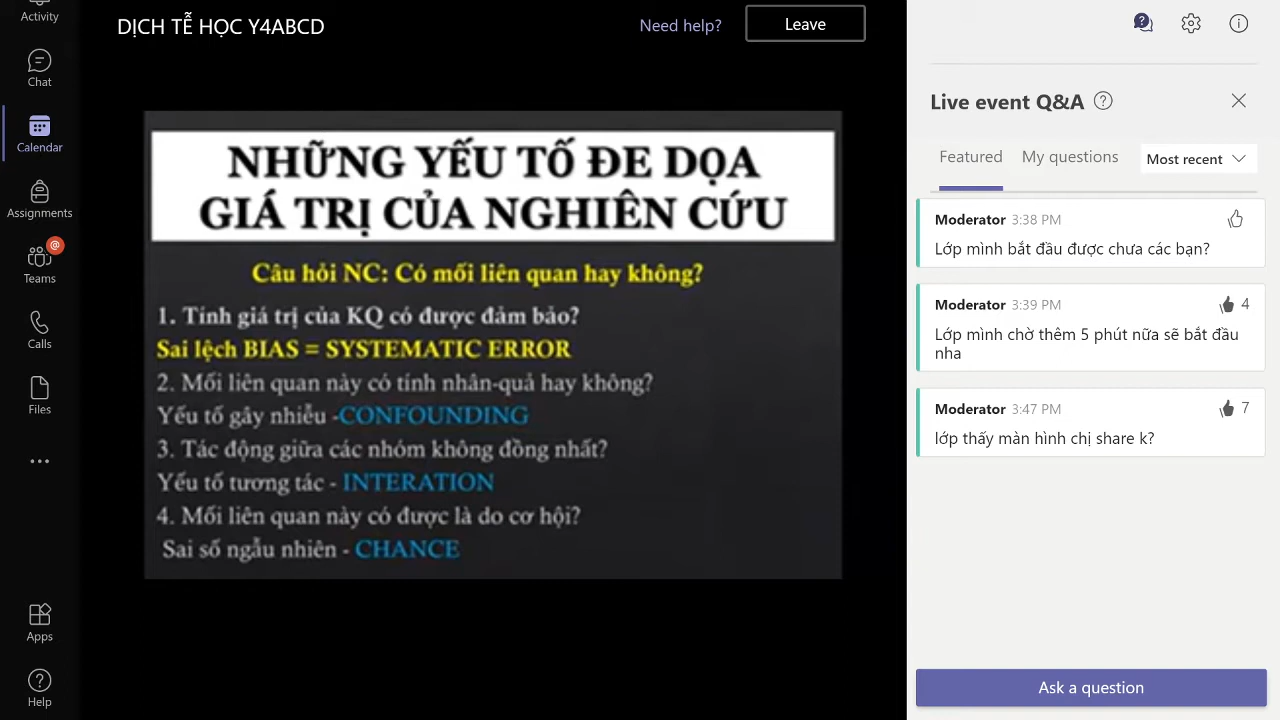 Activity
Chat
Calendar
Assignments
Teams
@
Calls
Files
Apps
Help
DỊCH TỄ HỌC Y4ABCD
Need help?
Leave
NHỮNG YẾU TỐ ĐE DỌA
GIÁ TRỊ CỦA NGHIÊN CỨU
Câu hỏi NC: Có mối liên quan hay không?
1. Tính giá trị của KQ có được đảm bảo?
Sai lệch BIAS = SYSTEMATIC ERROR
2. Mối liên quan này có tính nhân-quả hay không?
Yếu tố gây nhiễu -CONFOUNDING
3. Tác động giữa các nhóm không đồng nhất?
Yếu tố tương tác - INTERATION
4. Mối liên quan này có được là do cơ hội?
Sai số ngẫu nhiên - CHANCE
Live event Q&A
Featured
My questions
Most recent
Moderator 3:38 PM
Lớp mình bắt đầu được chưa các bạn?
Moderator 3:39 PM
4
Lớp mình chờ thêm 5 phút nữa sẽ bắt đầu
nha
Moderator 3:47 PM
7
lớp thấy màn hình chị share k?
Ask a question